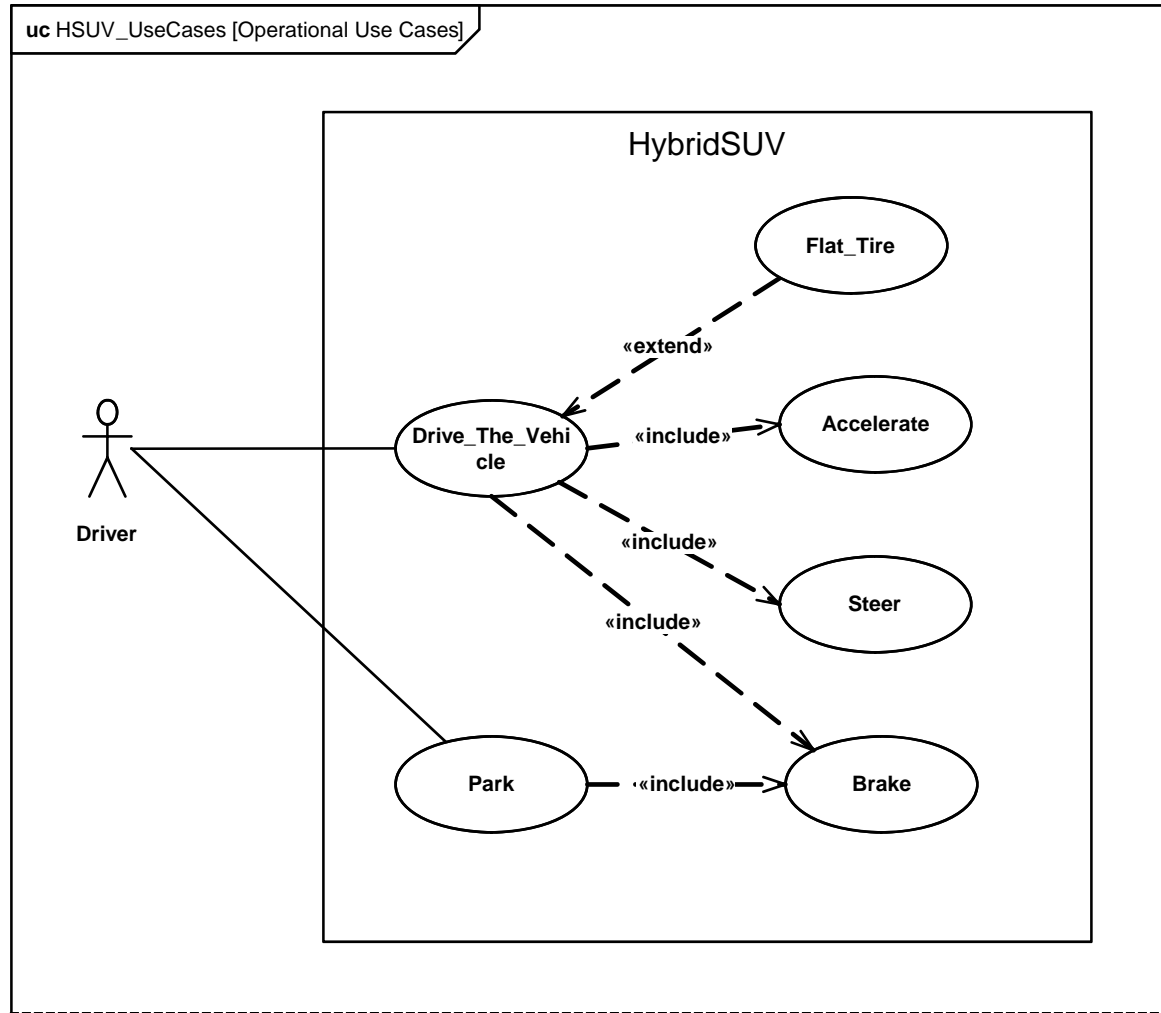 uc HSUV_UseCases [Operational Use Cases]
HybridSUV
Flat_Tire
«extend»
Accelerate
«include»
Drive_The_Vehi
cle
Driver
«include»
Steer
«include»
Park
«include»
Brake